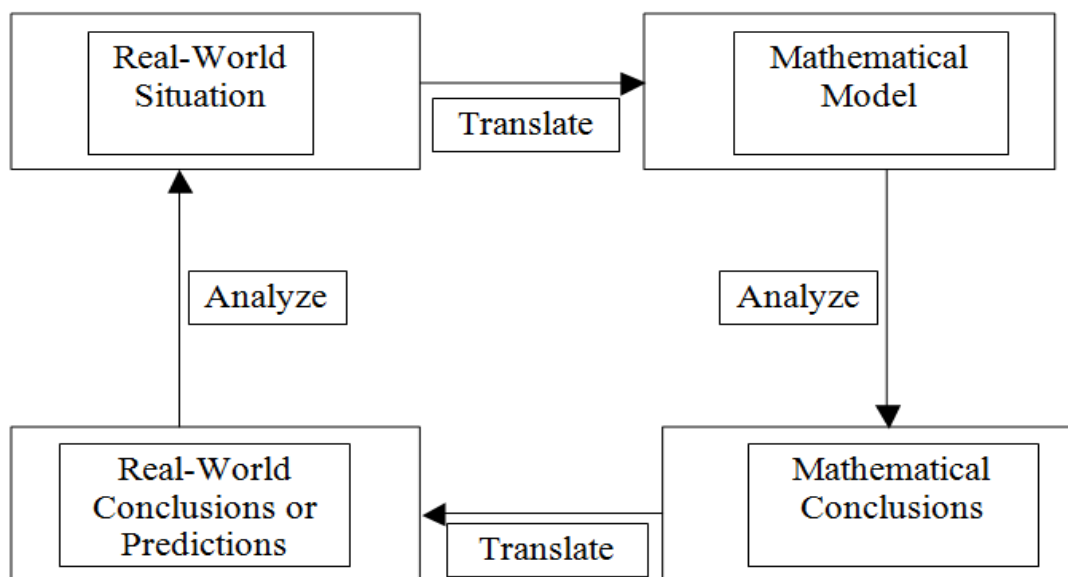 Real-World
Situation
Translate
Mathematical
Model
Analyze
Analyze
Real-World
Conclusions or
Predictions
Translate
Mathematical
Conclusions